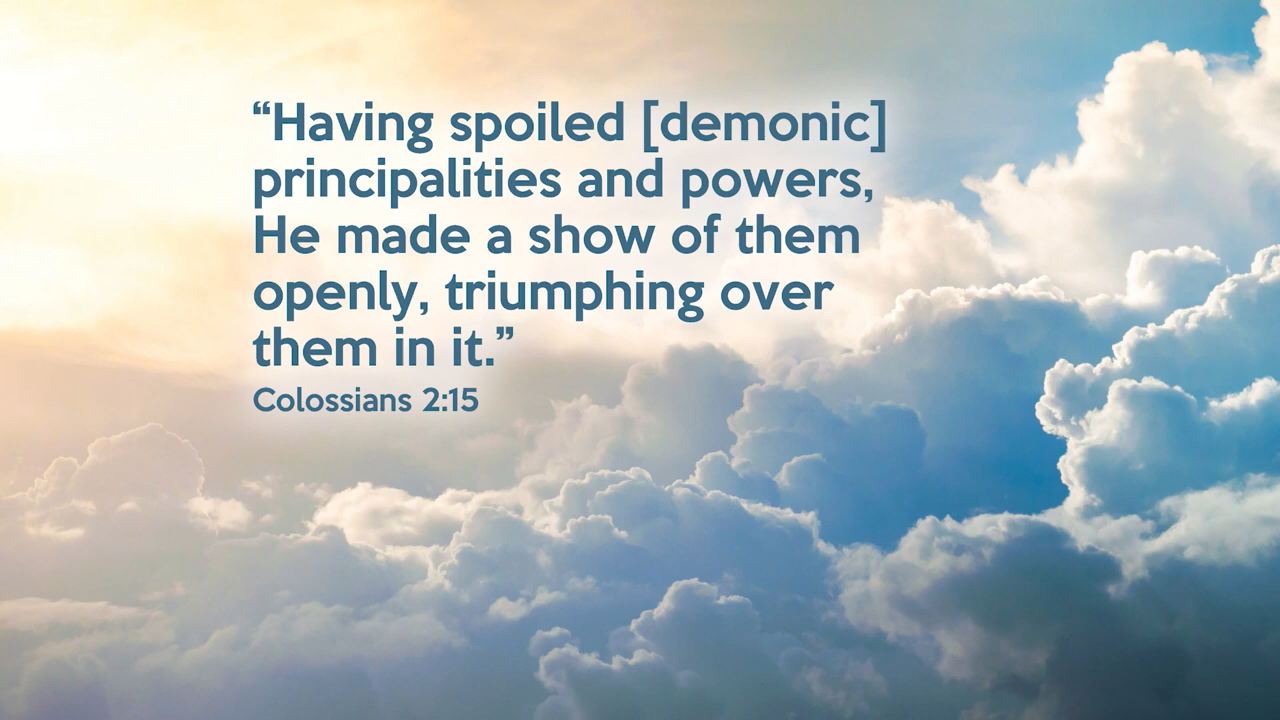 “Having spoiled [demonic]
principalities and powers,
He made a show of them
openly, triumphing over
them in it.”
Colossians 2:15